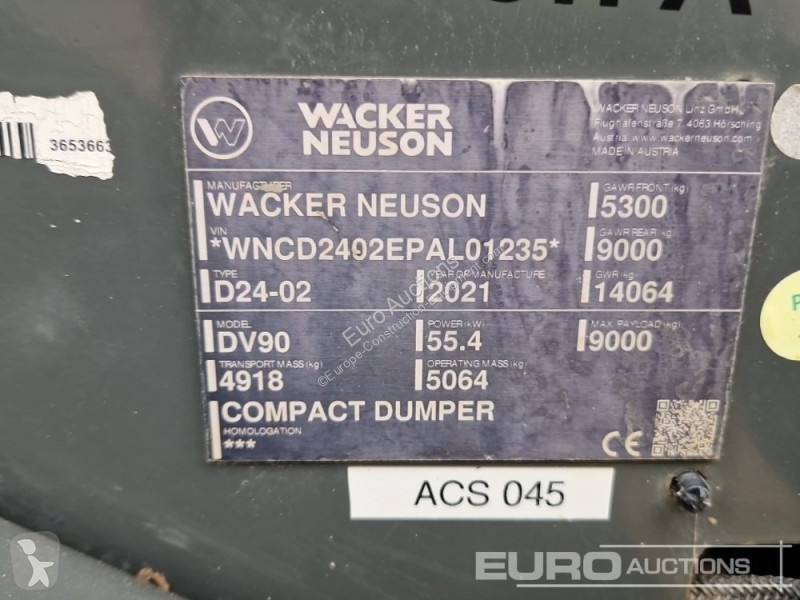 3653663
W
WACKER
NEUSON
WACKER NEUSON Linz GmbH,
Flughafenstraße 7, 4063 Hörsching
Austria www.wackerneuson.com
MADE IN AUSTRIA
MANUFACTURER
WACKER NEUSON
GAWR FRONT (kg)
5300
VIN
*WNCD2402EPAL01235*
GAWR REAR kg
9000
TYPE
D24-02
YEAR OF MANUFACTURE
2021
GWR kg
14064
MODEL
DV90
POWER (kW)
55.4
MAX. PAYLOAD (kg)
9000
TRANSPORT MASS (kg)
4918
OPERATING MASS (kg)
5064
COMPACT DUMPER
HOMOLOGATION
***
CE
Euro Auctions
ACS 045
EURO AUCTIONS